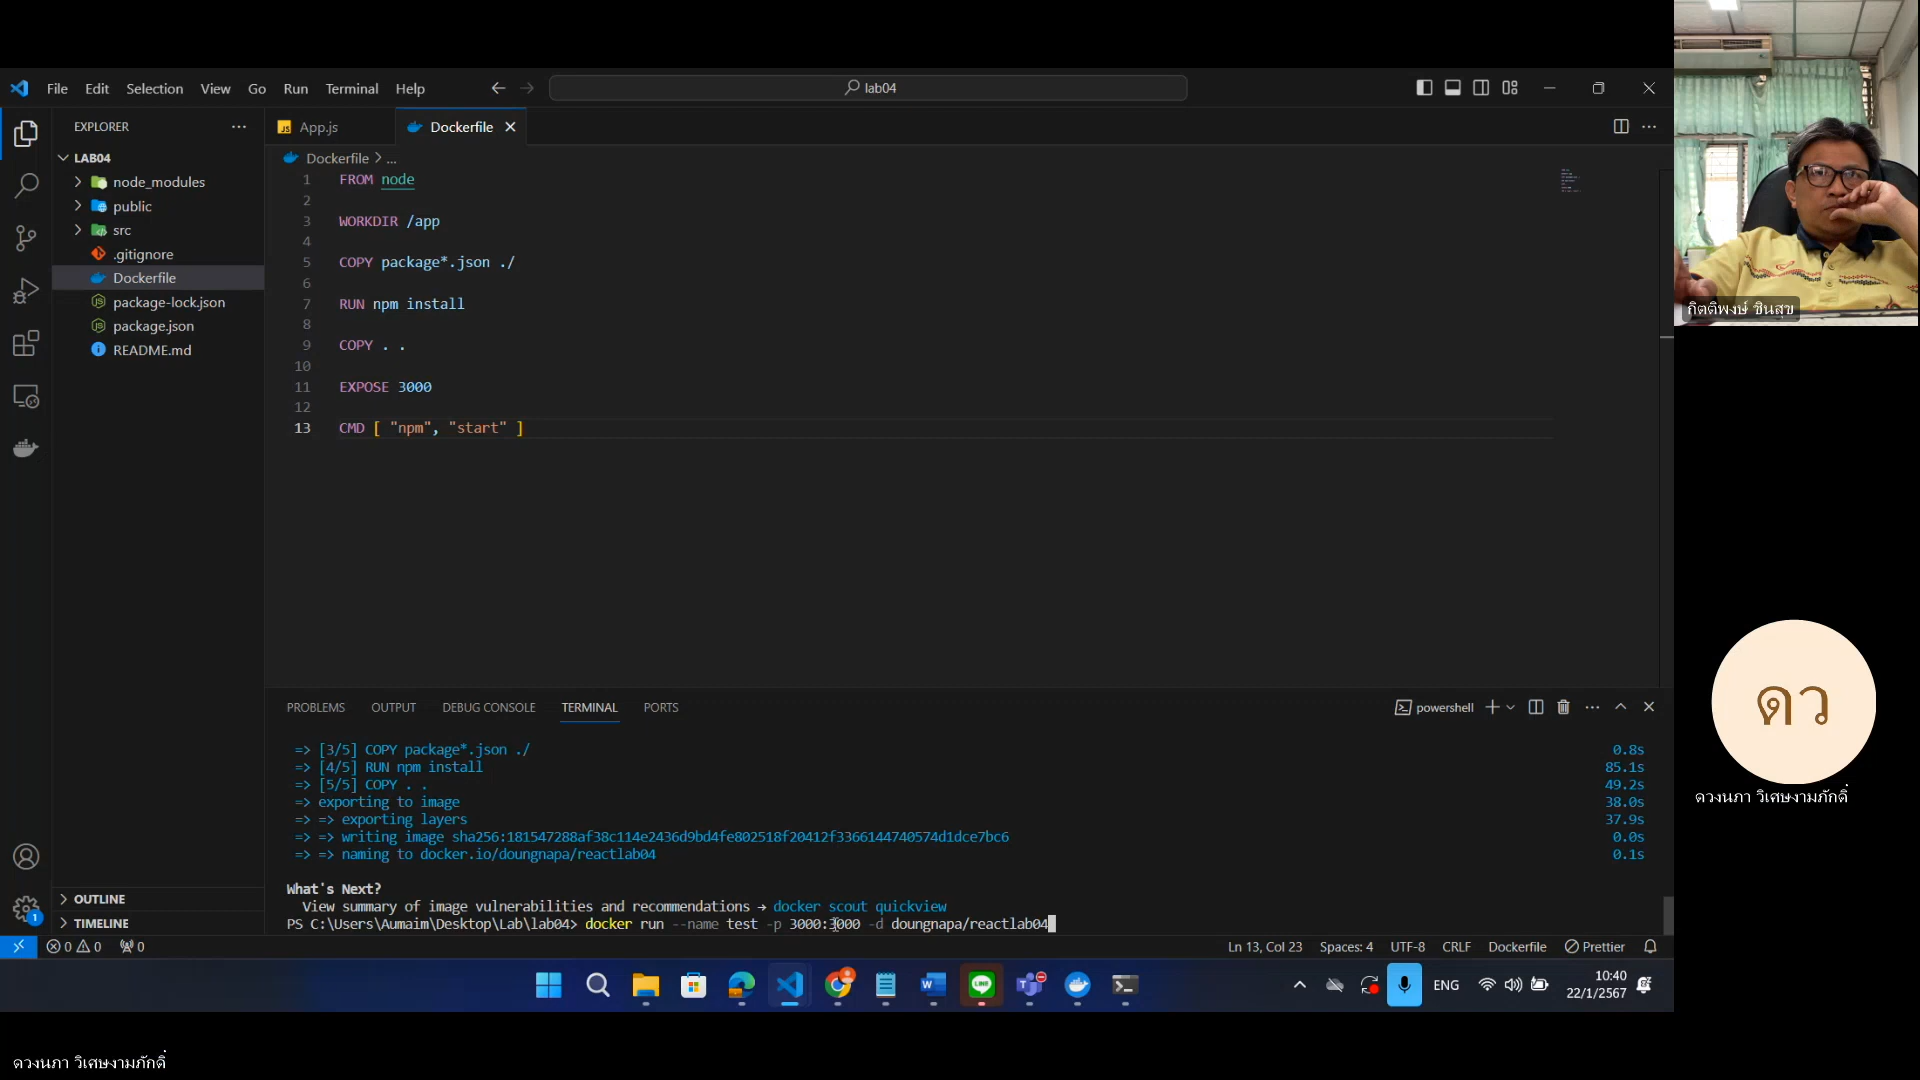 File Edit Selection View Go Run Terminal Help
lab04
EXPLORER
App.js
Dockerfile
LAB04
Dockerfile > ...
node_modules
public
src
.gitignore
Dockerfile
package-lock.json
package.json
README.md
1 FROM node
2
3 WORKDIR /app
4
5 COPY package*.json ./
6
7 RUN npm install
8
9 COPY . .
10
11 EXPOSE 3000
12
13 CMD [ "npm", "start" ]
กิตติพงษ์ ชินสุข
PROBLEMS OUTPUT DEBUG CONSOLE TERMINAL PORTS
powershell
=> [3/5] COPY package*.json ./ 0.8s
=> [4/5] RUN npm install 85.1s
=> [5/5] COPY . . 49.2s
=> exporting to image 38.0s
=> => exporting layers 37.9s
=> => writing image sha256:181547288af38c114e2436d9bd4fe802518f20412f3366144740574d1dce7bc6 0.0s
=> => naming to docker.io/doungnapa/reactlab04 0.1s
What's Next?
View summary of image vulnerabilities and recommendations → docker scout quickview
PS C:\Users\Aumaim\Desktop\Lab\lab04> docker run --name test -p 3000:3000 -d doungnapa/reactlab04
OUTLINE
TIMELINE
1
0 0 0
Ln 13, Col 23 Spaces: 4 UTF-8 CRLF Dockerfile Prettier
ENG
10:40
22/1/2567
ดว
ดวงนภา วิเศษงามภักดิ์
ดวงนภา วิเศษงามภักดิ์